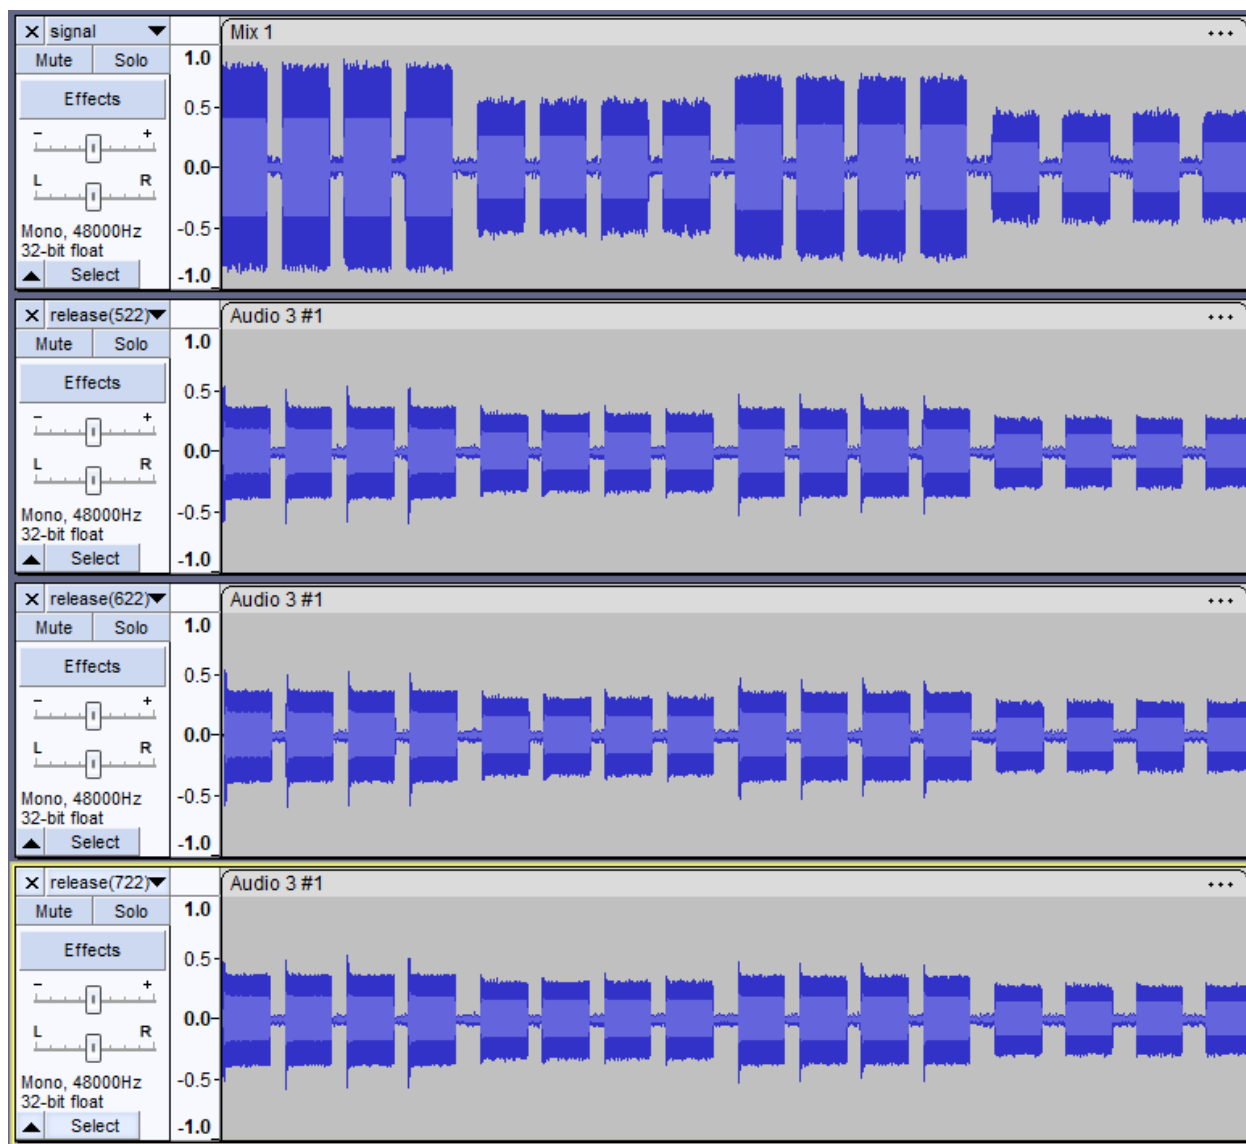 signal
Mix 1
Mute Solo
Effects
- +
L R
Mono, 48000Hz
32-bit float
Select
1.0
0.5
0.0
-0.5
-1.0
release(522)
Audio 3 #1
Mute Solo
Effects
- +
L R
Mono, 48000Hz
32-bit float
Select
1.0
0.5
0.0
-0.5
-1.0
release(622)
Audio 3 #1
Mute Solo
Effects
- +
L R
Mono, 48000Hz
32-bit float
Select
1.0
0.5
0.0
-0.5
-1.0
release(722)
Audio 3 #1
Mute Solo
Effects
- +
L R
Mono, 48000Hz
32-bit float
Select
1.0
0.5
0.0
-0.5
-1.0